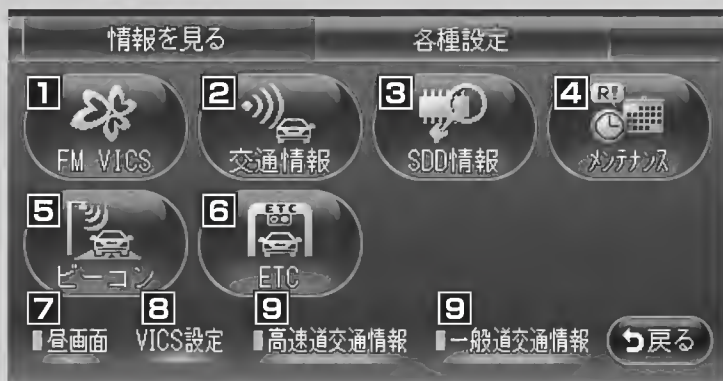 情報を見る 各種設定
1 2 3 4 R!
FM VICS 交通情報 SDD情報 メンテナンス
5 6 ETC
ビーコン ETC
7 8 9 9
昼画面 VICS設定 高速道交通情報 一般道交通情報 戻る